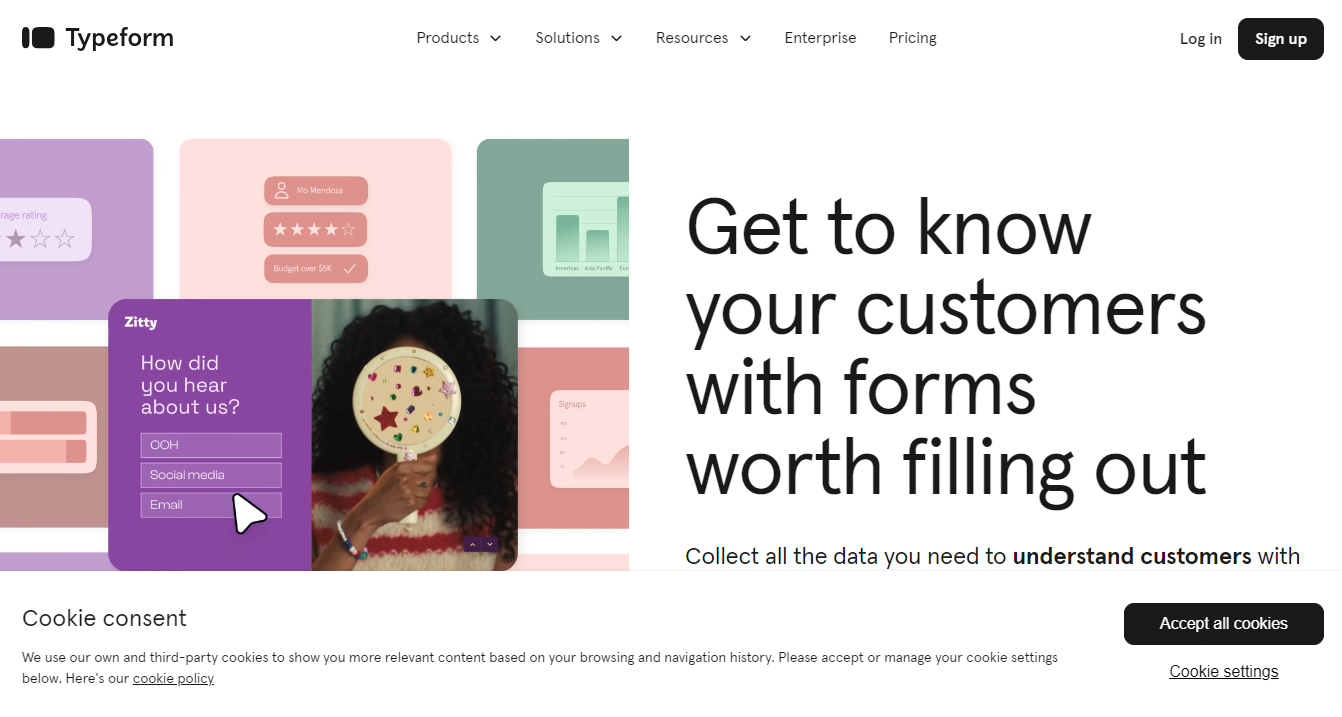 Typeform
Products
Solutions
Resources
Enterprise
Pricing
Log in
Sign up
rage rating
Mo Mendoza
Budget over $5K
Americas Asia Pacific
Zitty
How did
you hear
about us?
OOH
Social media
Email
Signups
Get to know
your customers
with forms
worth filling out
Collect all the data you need to understand customers with
Cookie consent
We use our own and third-party cookies to show you more relevant content based on your browsing and navigation history. Please accept or manage your cookie settings
below. Here's our cookie policy
Accept all cookies
Cookie settings